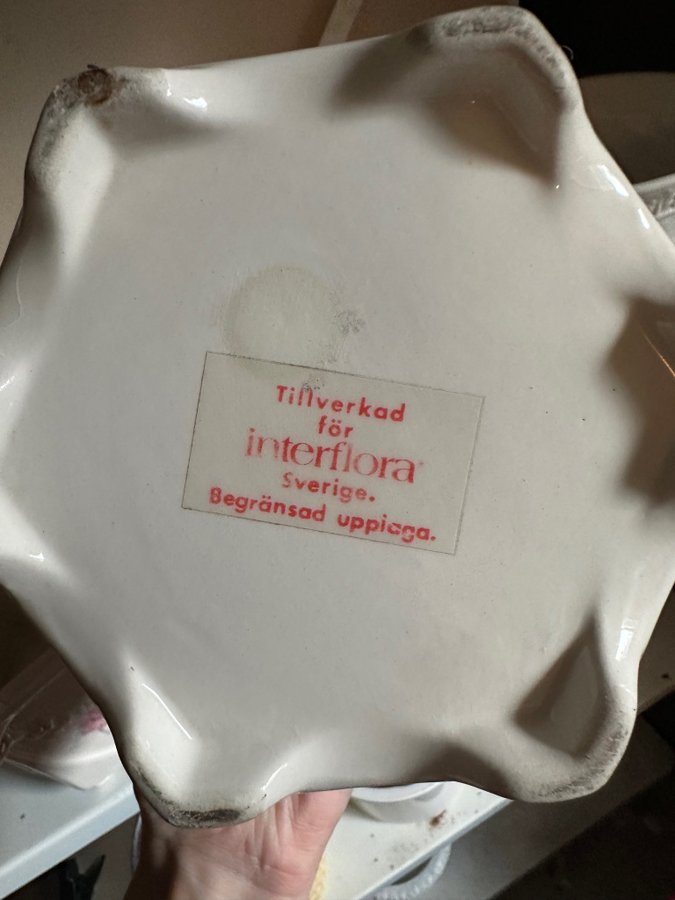 Tillverkad
för
interflora
Sverige.
Begränsad upplaga.